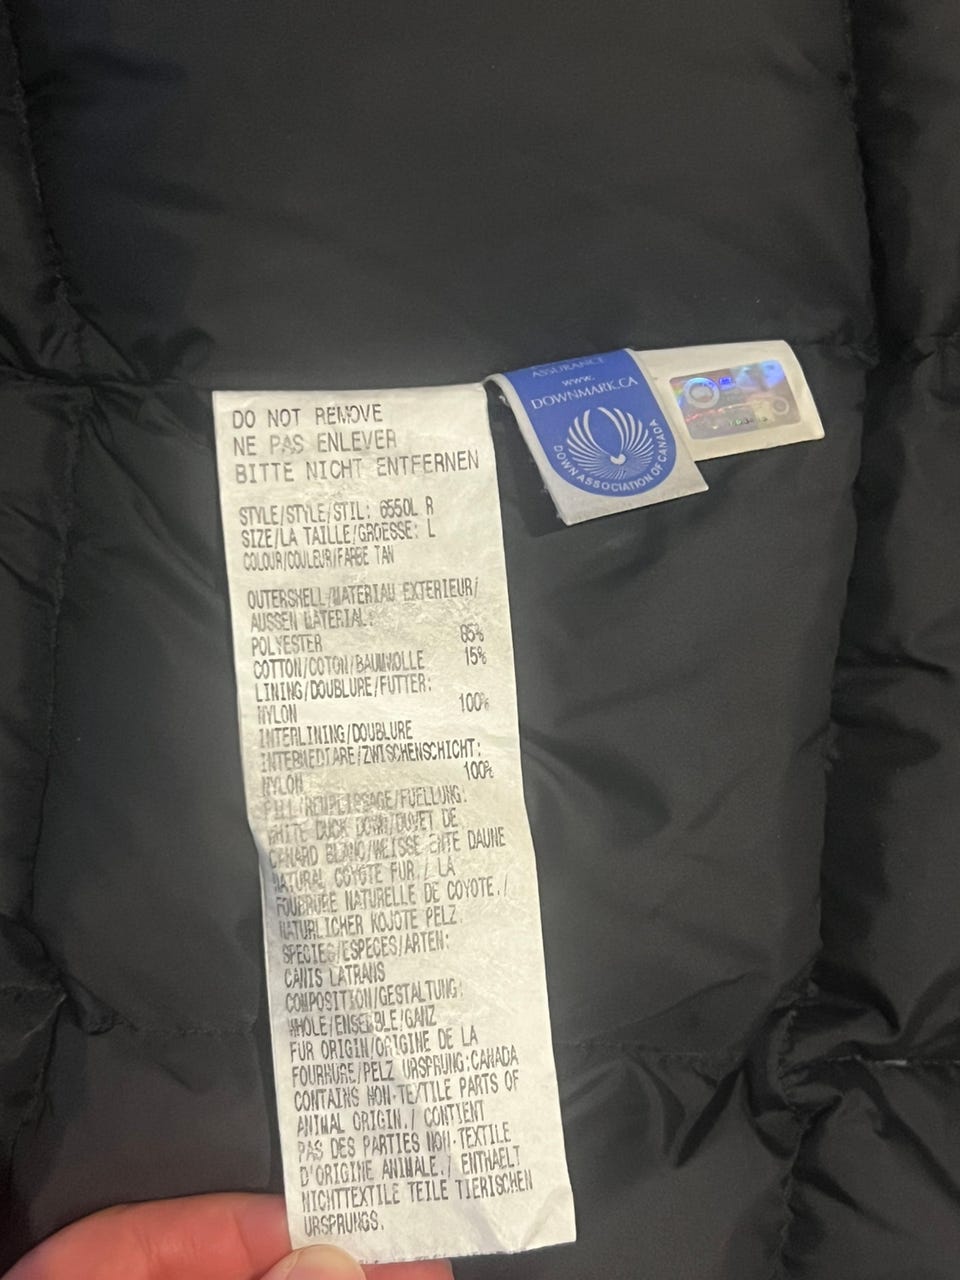 DO NOT REMOVE
NE PAS ENLEVER
BITTE NICHT ENTFERNEN
STYLE/STYLE/STIL: 6550L R
SIZE/LA TAILLE/GROESSE: L
COLOUR/COULEUR/FARBE TAN
OUTERSHELL/MATERIAU EXTERIEUR/
AUSSEN MATERIAL:
POLYESTER 85%
COTTON/COTON/BAUMWOLLE 15%
LINING/DOUBLURE/FUTTER:
NYLON 100%
INTERLINING/DOUBLURE
INTERMEDIARE/ZWISCHENSCHICHT:
NYLON 100%
FILL/REMPLISSAGE/FUELLUNG:
WHITE DUCK DOWN/DUVET DE
CANARD BLANC/WEISSE ENTE DAUNE
NATURAL COYOTE FUR./ LA
FOURRURE NATURELLE DE COYOTE./
NATURLICHER KOJOTE PELZ.
SPECIES/ESPECES/ARTEN:
CANIS LATRANS
COMPOSITION/GESTALTUNG:
WHOLE/ENSEMBLE/GANZ
FUR ORIGIN/ORIGINE DE LA
FOURRURE/PELZ URSPRUNG:CANADA
CONTAINS NON-TEXTILE PARTS OF
ANIMAL ORIGIN./ CONTIENT
PAS DES PARTIES NON-TEXTILE
D'ORIGINE ANIMALE./ ENTHAELT
NICHTTEXTILE TEILE TIERISCHEN
URSPRUNGS.
ASSURANCE
www.
DOWNMARK.CA
DOWN ASSOCIATION OF CANADA